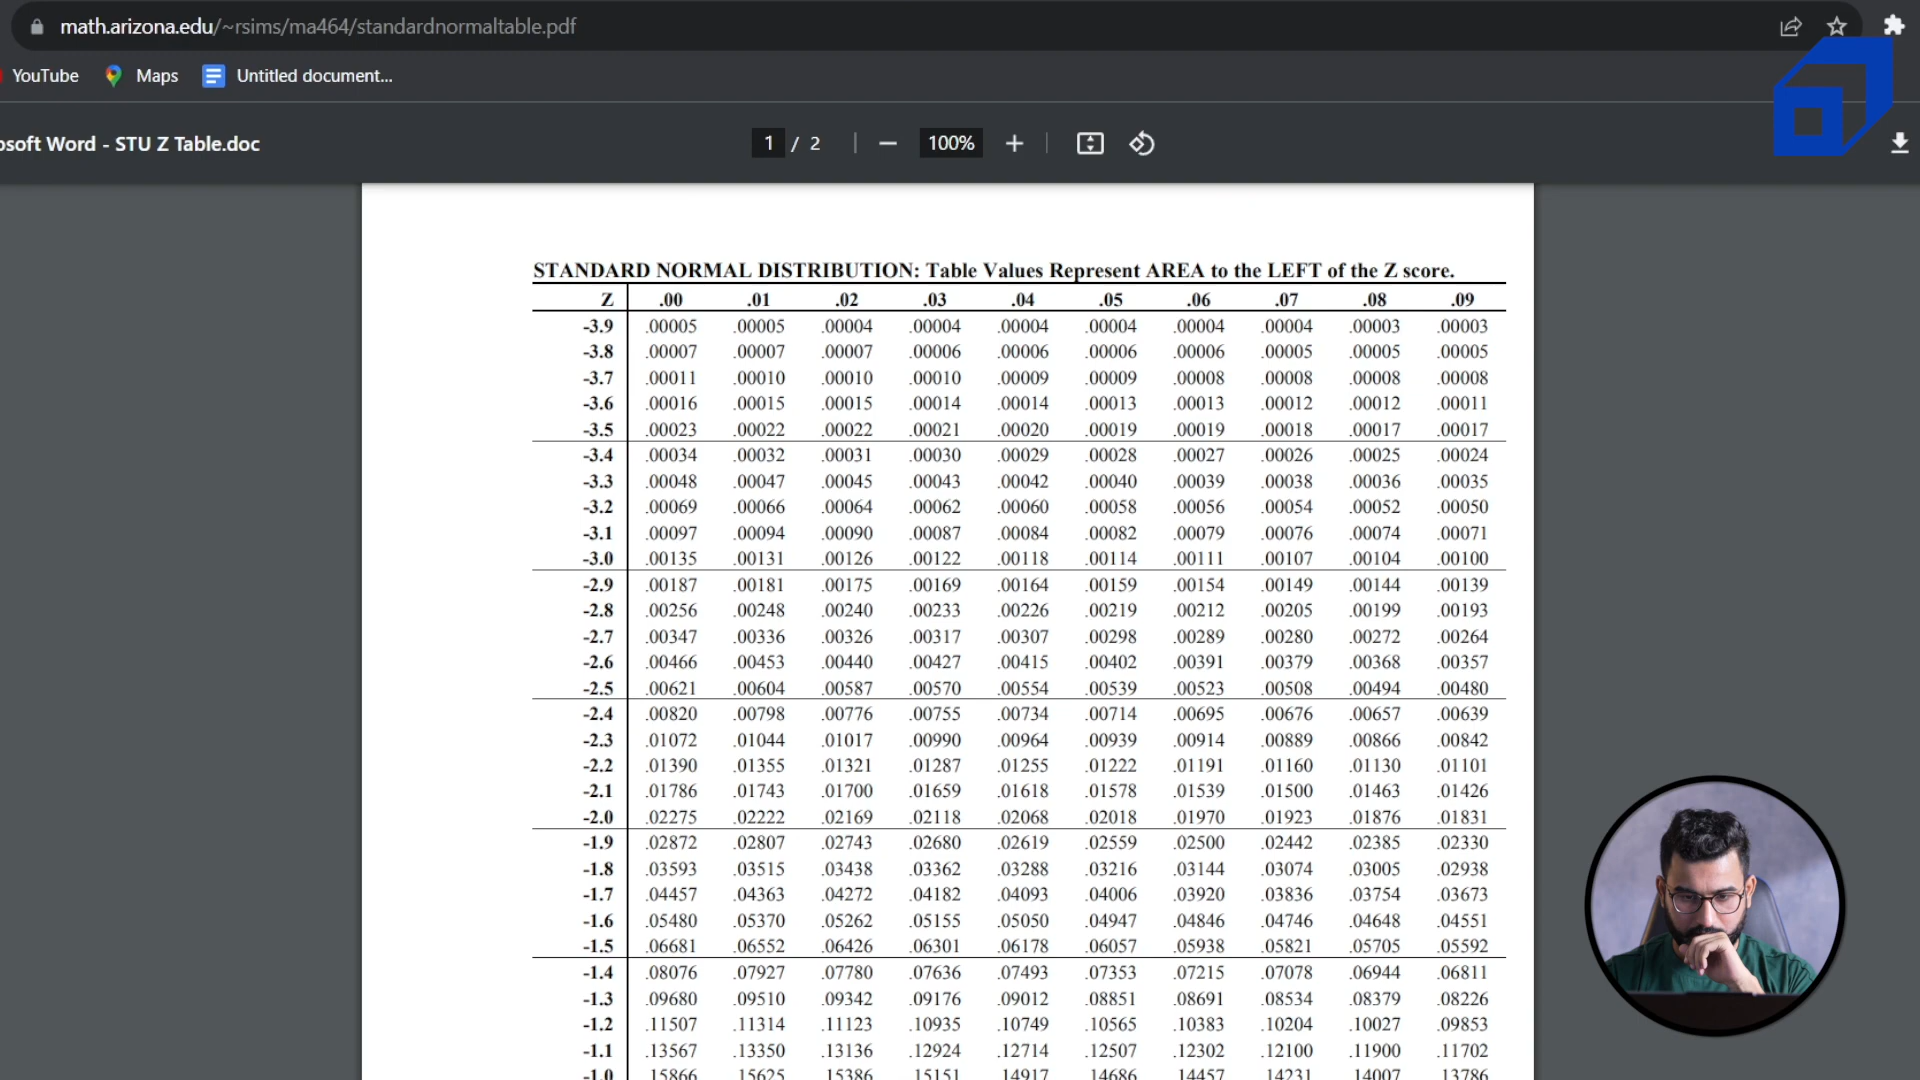 math.arizona.edu/~rsims/ma464/standardnormaltable.pdf
YouTube Maps Untitled document...
osoft Word - STU Z Table.doc 1 / 2 100%
STANDARD NORMAL DISTRIBUTION: Table Values Represent AREA to the LEFT of the Z score.
Z .00 .01 .02 .03 .04 .05 .06 .07 .08 .09
-3.9 .00005 .00005 .00004 .00004 .00004 .00004 .00004 .00004 .00003 .00003
-3.8 .00007 .00007 .00007 .00006 .00006 .00006 .00006 .00005 .00005 .00005
-3.7 .00011 .00010 .00010 .00010 .00009 .00009 .00008 .00008 .00008 .00008
-3.6 .00016 .00015 .00015 .00014 .00014 .00013 .00013 .00012 .00012 .00011
-3.5 .00023 .00022 .00022 .00021 .00020 .00019 .00019 .00018 .00017 .00017
-3.4 .00034 .00032 .00031 .00030 .00029 .00028 .00027 .00026 .00025 .00024
-3.3 .00048 .00047 .00045 .00043 .00042 .00040 .00039 .00038 .00036 .00035
-3.2 .00069 .00066 .00064 .00062 .00060 .00058 .00056 .00054 .00052 .00050
-3.1 .00097 .00094 .00090 .00087 .00084 .00082 .00079 .00076 .00074 .00071
-3.0 .00135 .00131 .00126 .00122 .00118 .00114 .00111 .00107 .00104 .00100
-2.9 .00187 .00181 .00175 .00169 .00164 .00159 .00154 .00149 .00144 .00139
-2.8 .00256 .00248 .00240 .00233 .00226 .00219 .00212 .00205 .00199 .00193
-2.7 .00347 .00336 .00326 .00317 .00307 .00298 .00289 .00280 .00272 .00264
-2.6 .00466 .00453 .00440 .00427 .00415 .00402 .00391 .00379 .00368 .00357
-2.5 .00621 .00604 .00587 .00570 .00554 .00539 .00523 .00508 .00494 .00480
-2.4 .00820 .00798 .00776 .00755 .00734 .00714 .00695 .00676 .00657 .00639
-2.3 .01072 .01044 .01017 .00990 .00964 .00939 .00914 .00889 .00866 .00842
-2.2 .01390 .01355 .01321 .01287 .01255 .01222 .01191 .01160 .01130 .01101
-2.1 .01786 .01743 .01700 .01659 .01618 .01578 .01539 .01500 .01463 .01426
-2.0 .02275 .02222 .02169 .02118 .02068 .02018 .01970 .01923 .01876 .01831
-1.9 .02872 .02807 .02743 .02680 .02619 .02559 .02500 .02442 .02385 .02330
-1.8 .03593 .03515 .03438 .03362 .03288 .03216 .03144 .03074 .03005 .02938
-1.7 .04457 .04363 .04272 .04182 .04093 .04006 .03920 .03836 .03754 .03673
-1.6 .05480 .05370 .05262 .05155 .05050 .04947 .04846 .04746 .04648 .04551
-1.5 .06681 .06552 .06426 .06301 .06178 .06057 .05938 .05821 .05705 .05592
-1.4 .08076 .07927 .07780 .07636 .07493 .07353 .07215 .07078 .06944 .06811
-1.3 .09680 .09510 .09342 .09176 .09012 .08851 .08691 .08534 .08379 .08226
-1.2 .11507 .11314 .11123 .10935 .10749 .10565 .10383 .10204 .10027 .09853
-1.1 .13567 .13350 .13136 .12924 .12714 .12507 .12302 .12100 .11900 .11702
-1.0 .15866 .15625 .15386 .15151 .14917 .14686 .14457 .14231 .14007 .13786